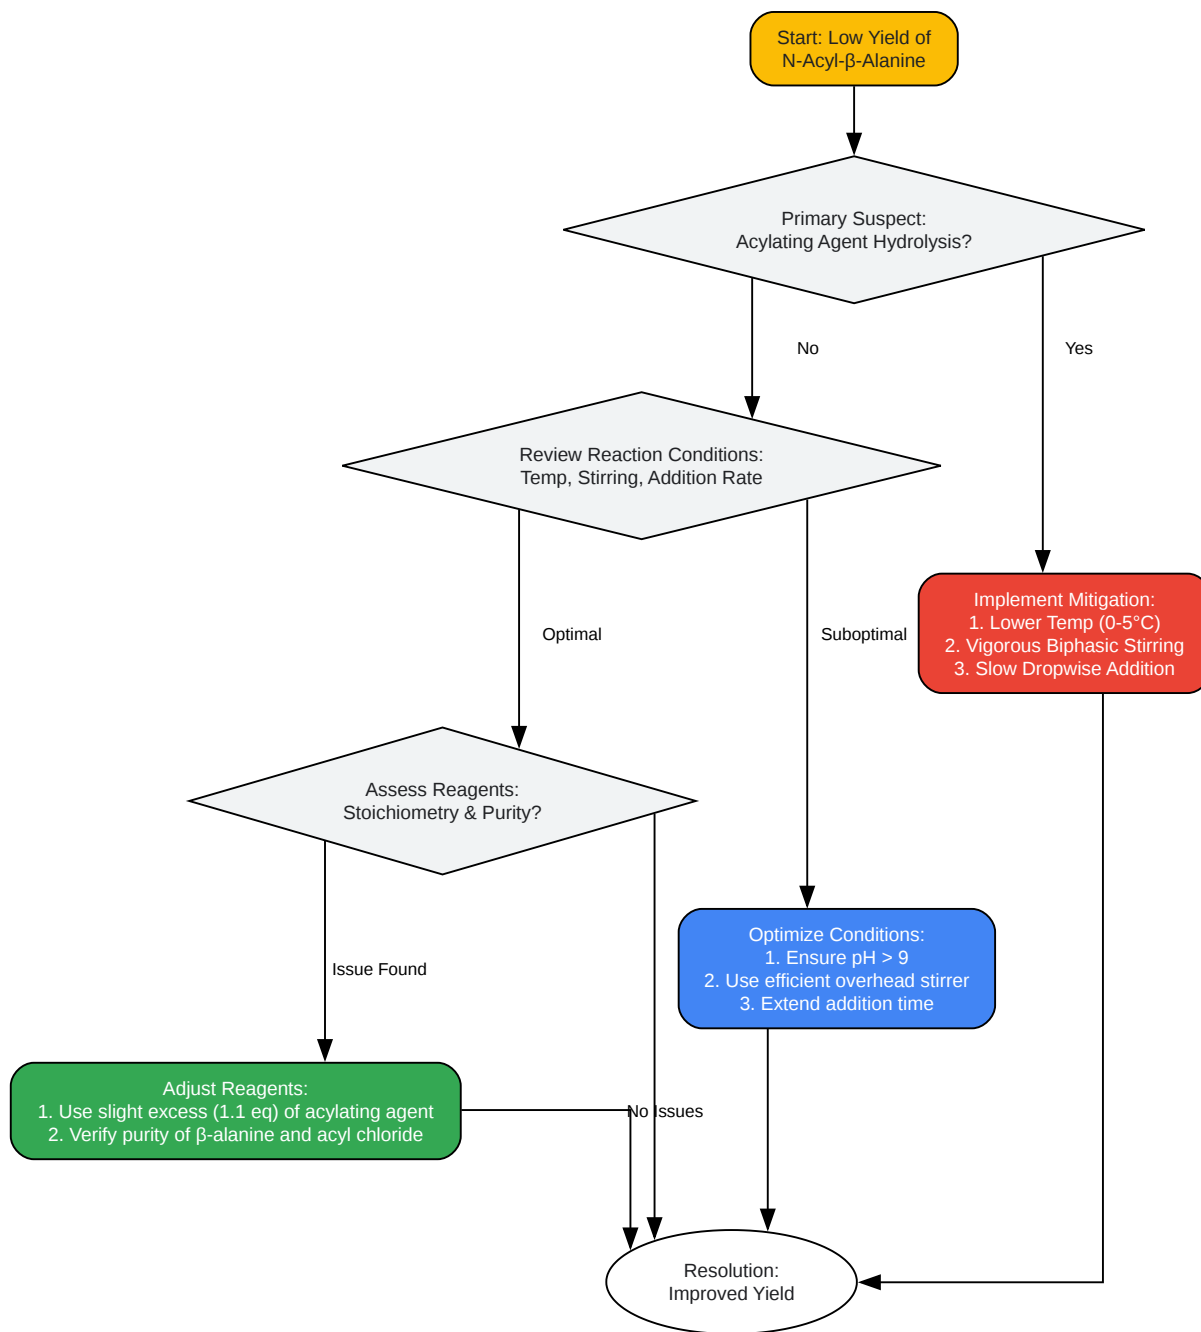 Start: Low Yield of
N-Acyl-β-Alanine
Primary Suspect:
Acylating Agent Hydrolysis?
No
Yes
Review Reaction Conditions:
Temp, Stirring, Addition Rate
Implement Mitigation:
1. Lower Temp (0-5°C)
2. Vigorous Biphasic Stirring
3. Slow Dropwise Addition
Optimal
Suboptimal
Assess Reagents:
Stoichiometry & Purity?
Optimize Conditions:
1. Ensure pH > 9
2. Use efficient overhead stirrer
3. Extend addition time
Issue Found
Adjust Reagents:
1. Use slight excess (1.1 eq) of acylating agent
2. Verify purity of β-alanine and acyl chloride
No Issues
Resolution:
Improved Yield